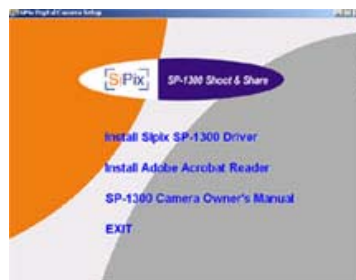 SiPix Digital Camera Setup
SiPix
SP-1300 Shoot & Share
Install Sipix SP-1300 Driver
Install Adobe Acrobat Reader
SP-1300 Camera Owner's Manual
EXIT